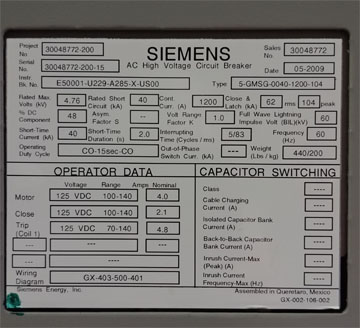 Project No. 30048772-200 SIEMENS Sales No. 30048772
Serial No. 30048772-200-15 AC High Voltage Circuit Breaker Date 05-2009
Instr. Bk. No. E50001-U229-A285-X-US00 Type 5-GMSG-0040-1200-104
Rated Max. Volts (kV) 4.76 Rated Short Circuit (kA) 40 Cont. Curr. (A) 1200 Close & Latch (kA) 62 rms 104 peak
% DC Component 48 Asym Factor S ---- Volt Range Factor K 1.0 Full Wave Lightning Impulse Volt (BIL)(kV) 60
Short-Time Current (kA) 40 Short-Time Duration (s) 2.0 Interrupting Time (Cycles / ms) 5/83 Frequency (Hz) 60
Operating Duty Cycle CO-15sec-CO Out-of-Phase Switch Curr. (kA) ---- Weight (Lbs / kg) 440/200
OPERATOR DATA
Voltage Range Amps Nominal
Motor 125 VDC 100-140 4.0
Close 125 VDC 100-140 2.1
Trip (Coil 1) 125 VDC 70-140 4.8
--- --- --- ---
--- --- --- ---
Wiring Diagram GX-403-500-401
CAPACITOR SWITCHING
Class ----
Cable Charging Current (A) ----
Isolated Capacitor Bank Current (A) ----
Back-to-Back Capacitor Bank Current (A) ----
Inrush Current-Max (Peak) (A) ----
Inrush Current Frequency-Max (Hz) ----
Siemens Energy, Inc. Assembled in Queretaro, Mexico
GX-002-106-002